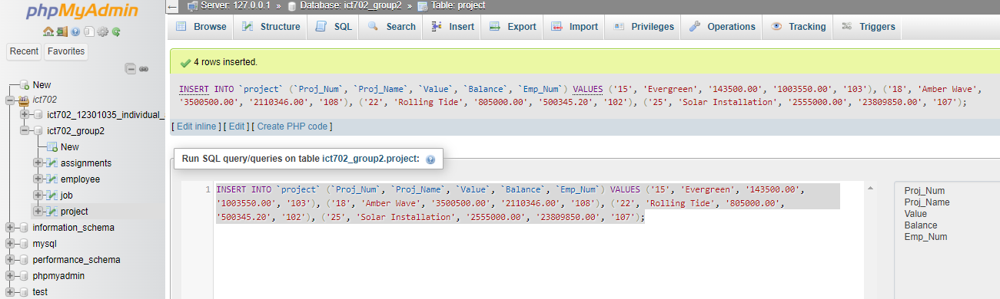 phpMyAdmin
Recent Favorites
New
ict702
ict702_12301035_individual_
ict702_group2
New
assignments
employee
job
project
information_schema
mysql
performance_schema
phpmyadmin
test
Server: 127.0.0.1 » Database: ict702_group2 » Table: project
Browse Structure SQL Search Insert Export Import Privileges Operations Tracking Triggers
4 rows inserted.
INSERT INTO `project` (`Proj_Num`, `Proj_Name`, `Value`, `Balance`, `Emp_Num`) VALUES ('15', 'Evergreen', '143500.00', '1003550.00', '103'), ('18', 'Amber Wave',
'3500500.00', '2110346.00', '108'), ('22', 'Rolling Tide', '805000.00', '500345.20', '102'), ('25', 'Solar Installation', '2555000.00', '23809850.00', '107');
[ Edit inline ] [ Edit ] [ Create PHP code ]
Run SQL query/queries on table ict702_group2.project:
1 INSERT INTO `project` (`Proj_Num`, `Proj_Name`, `Value`, `Balance`, `Emp_Num`) VALUES ('15', 'Evergreen', '143500.00',
'1003550.00', '103'), ('18', 'Amber Wave', '3500500.00', '2110346.00', '108'), ('22', 'Rolling Tide', '805000.00',
'500345.20', '102'), ('25', 'Solar Installation', '2555000.00', '23809850.00', '107');
Proj_Num
Proj_Name
Value
Balance
Emp_Num